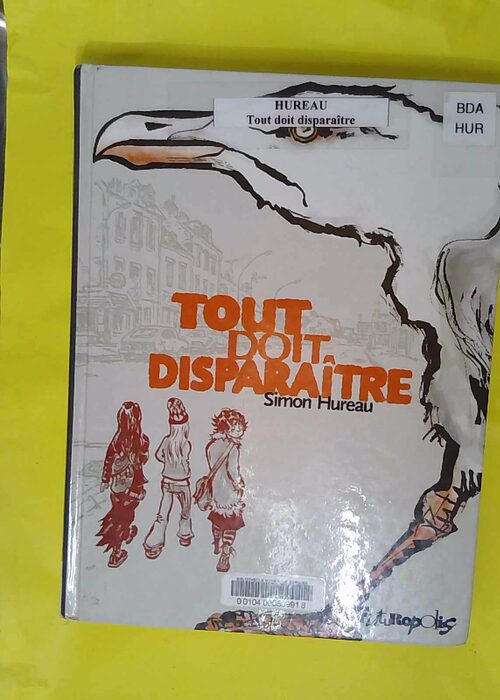 HUREAU
Tout doit disparaître
BDA
HUR
TOUT
DOIT
DISPARAÎTRE
Simon Hureau
futuropolis